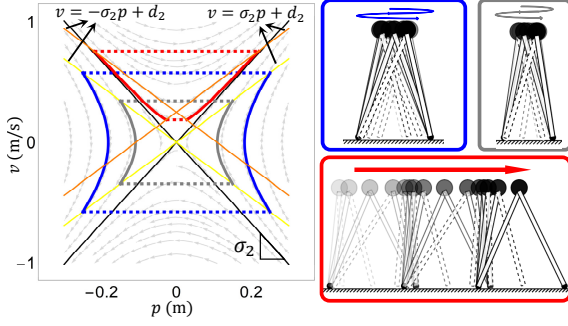 v = −σ₂p + d₂
v = σ₂p + d₂
1
v (m/s)
0
σ₂
−1
−0.2
0
0.2
p (m)